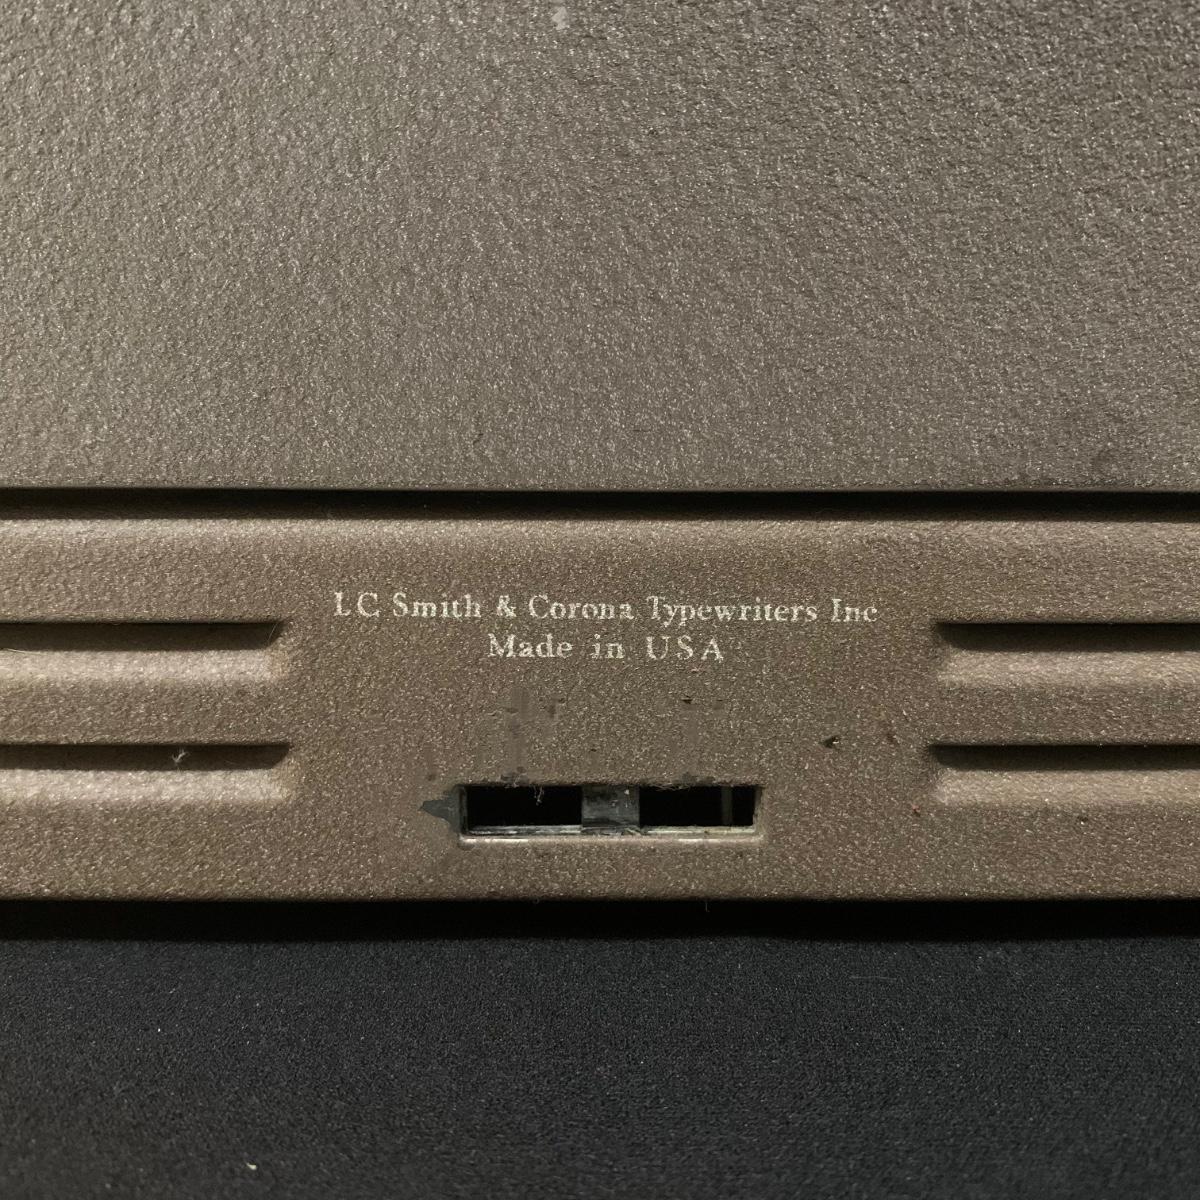 LC Smith & Corona Typewriters Inc
Made in USA